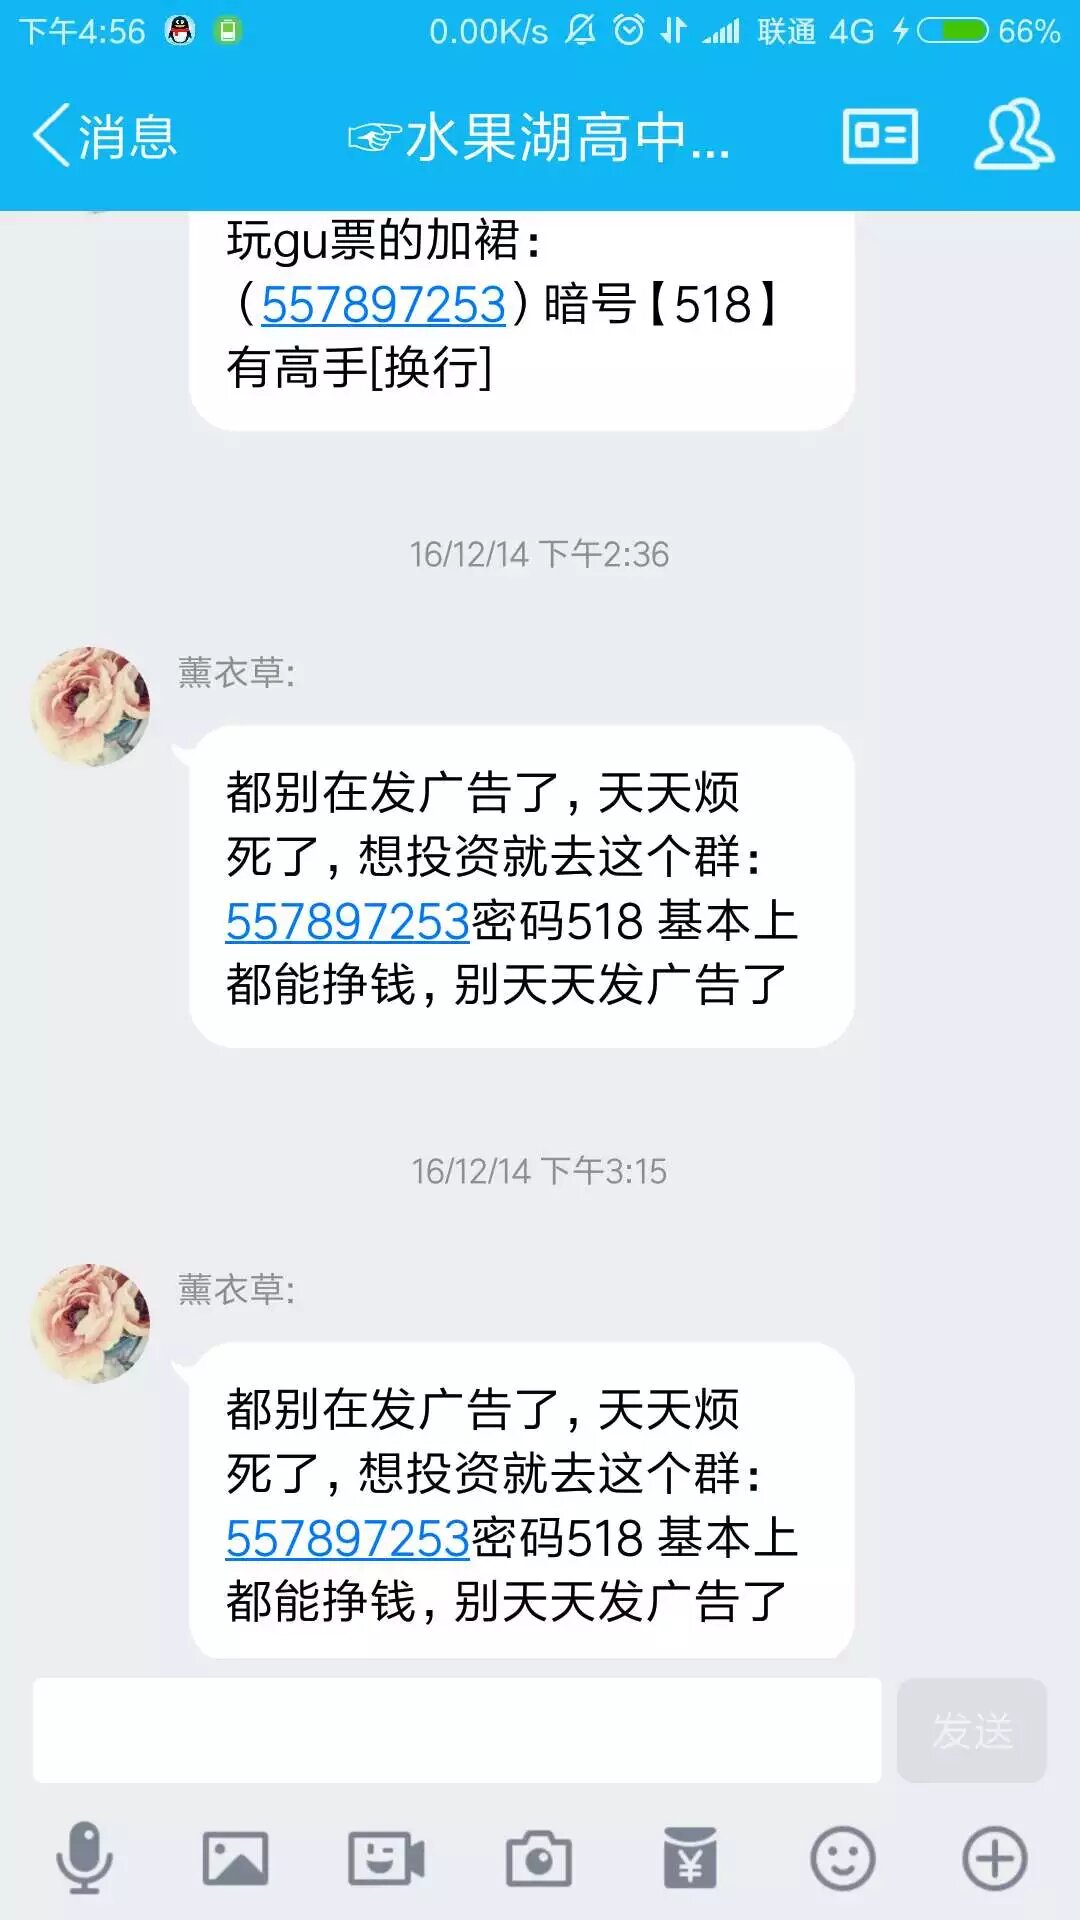 下午4:56
0.00K/s
联通 4G
66%
消息
☞水果湖高中...
玩gu票的加裙：
（557897253）暗号【518】
有高手[换行]
16/12/14 下午2:36
薰衣草:
都别在发广告了，天天烦
死了，想投资就去这个群：
557897253密码518 基本上
都能挣钱，别天天发广告了
16/12/14 下午3:15
薰衣草:
都别在发广告了，天天烦
死了，想投资就去这个群：
557897253密码518 基本上
都能挣钱，别天天发广告了
发送